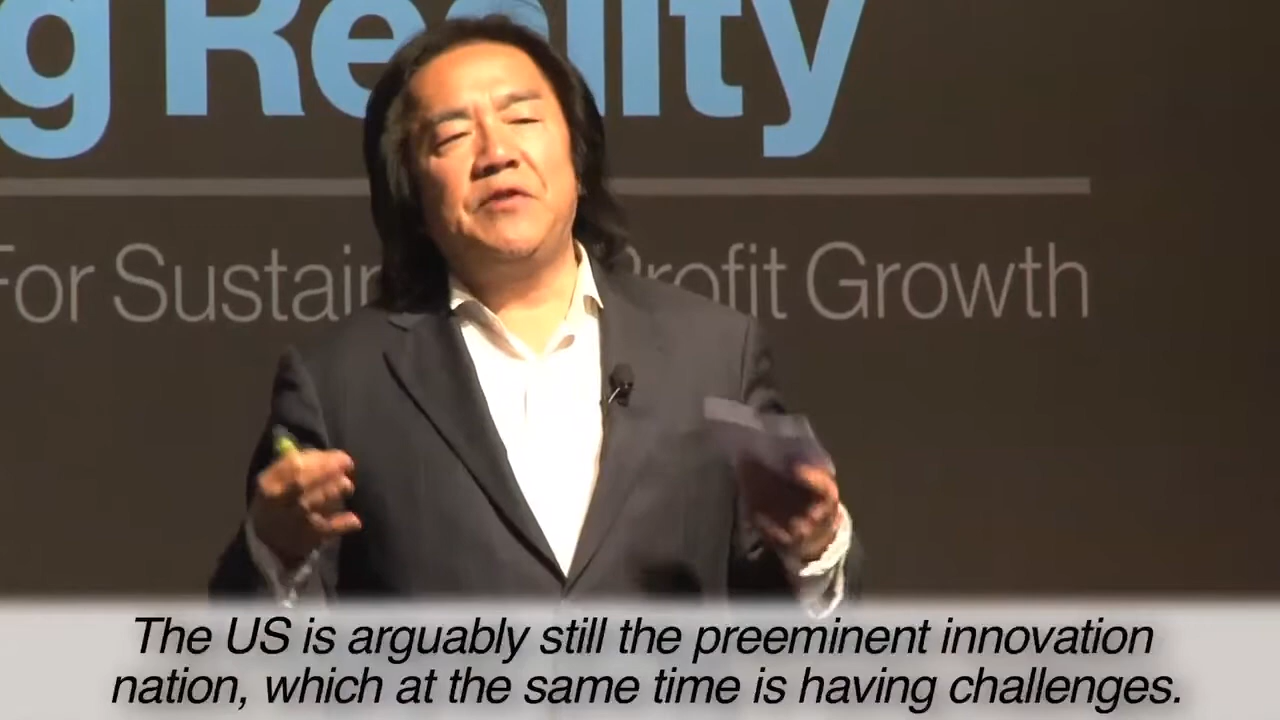 g Reality
For Sustain Profit Growth
The US is arguably still the preeminent innovation
nation, which at the same time is having challenges.